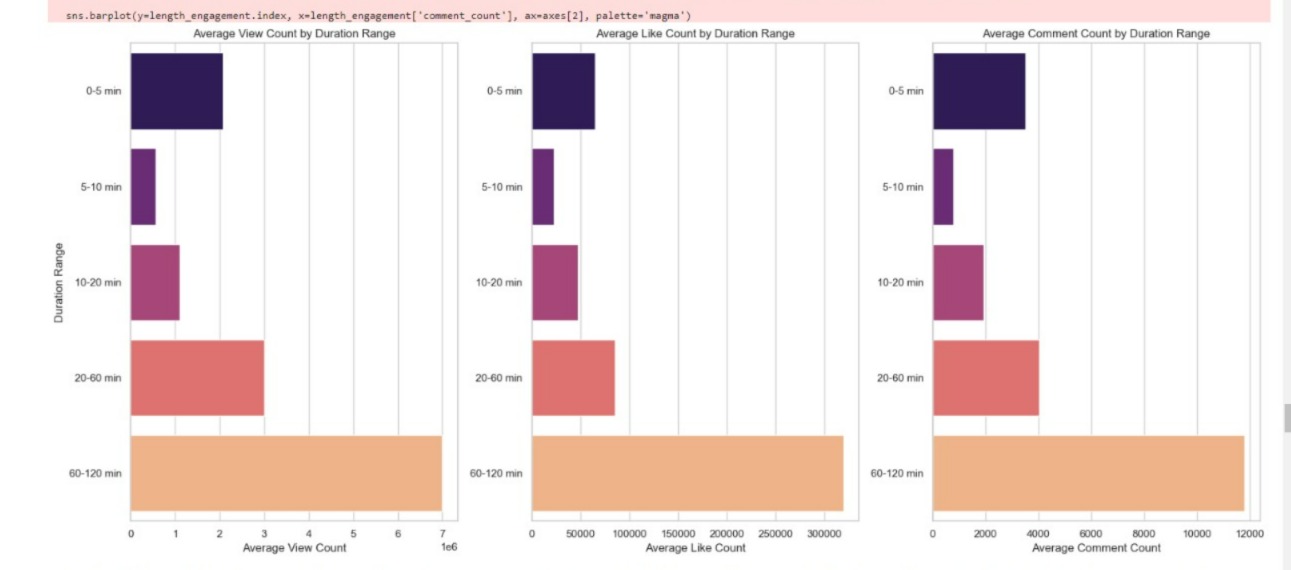 sns.barplot(y=length_engagement.index, x=length_engagement['comment_count'], ax=axes[2], palette='magma')
Average View Count by Duration Range
Duration Range
0-5 min
5-10 min
10-20 min
20-60 min
60-120 min
0 1 2 3 4 5 6 7
1e6
Average View Count
Average Like Count by Duration Range
0-5 min
5-10 min
10-20 min
20-60 min
60-120 min
0 50000 100000 150000 200000 250000 300000
Average Like Count
Average Comment Count by Duration Range
0-5 min
5-10 min
10-20 min
20-60 min
60-120 min
0 2000 4000 6000 8000 10000 12000
Average Comment Count